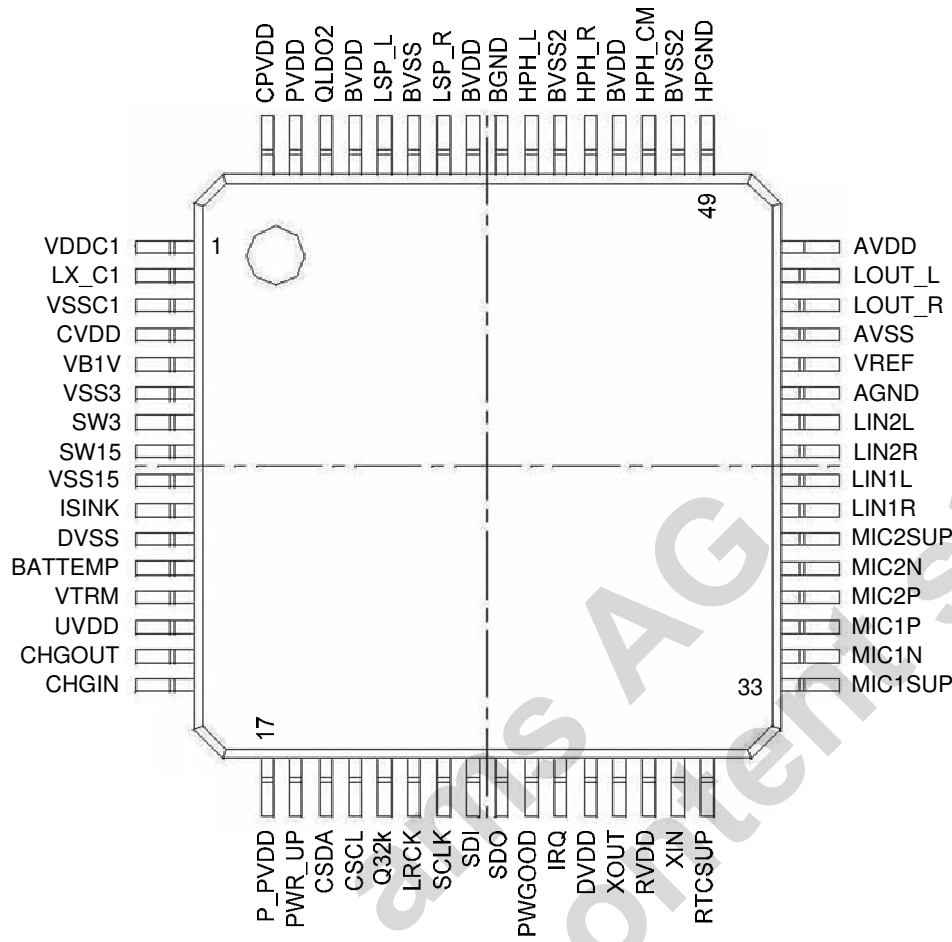 CPVDD
PVDD
QLDO2
BVDD
LSP_L
BVSS
LSP_R
BVDD
BGND
HPH_L
BVSS2
HPH_R
BVDD
HPH_CM
BVSS2
HPGND
49
1
VDDC1
LX_C1
VSSC1
CVDD
VB1V
VSS3
SW3
SW15
VSS15
ISINK
DVSS
BATTEMP
VTRM
UVDD
CHGOUT
CHGIN
AVDD
LOUT_L
LOUT_R
AVSS
VREF
AGND
LIN2L
LIN2R
LIN1L
LIN1R
MIC2SUP
MIC2N
MIC2P
MIC1P
MIC1N
MIC1SUP
17
33
P_PVDD
PWR_UP
CSDA
CSCL
Q32k
LRCK
SCLK
SDI
SDO
PWGOOD
IRQ
DVDD
XOUT
RVDD
XIN
RTCSUP
ams AG
ontent s